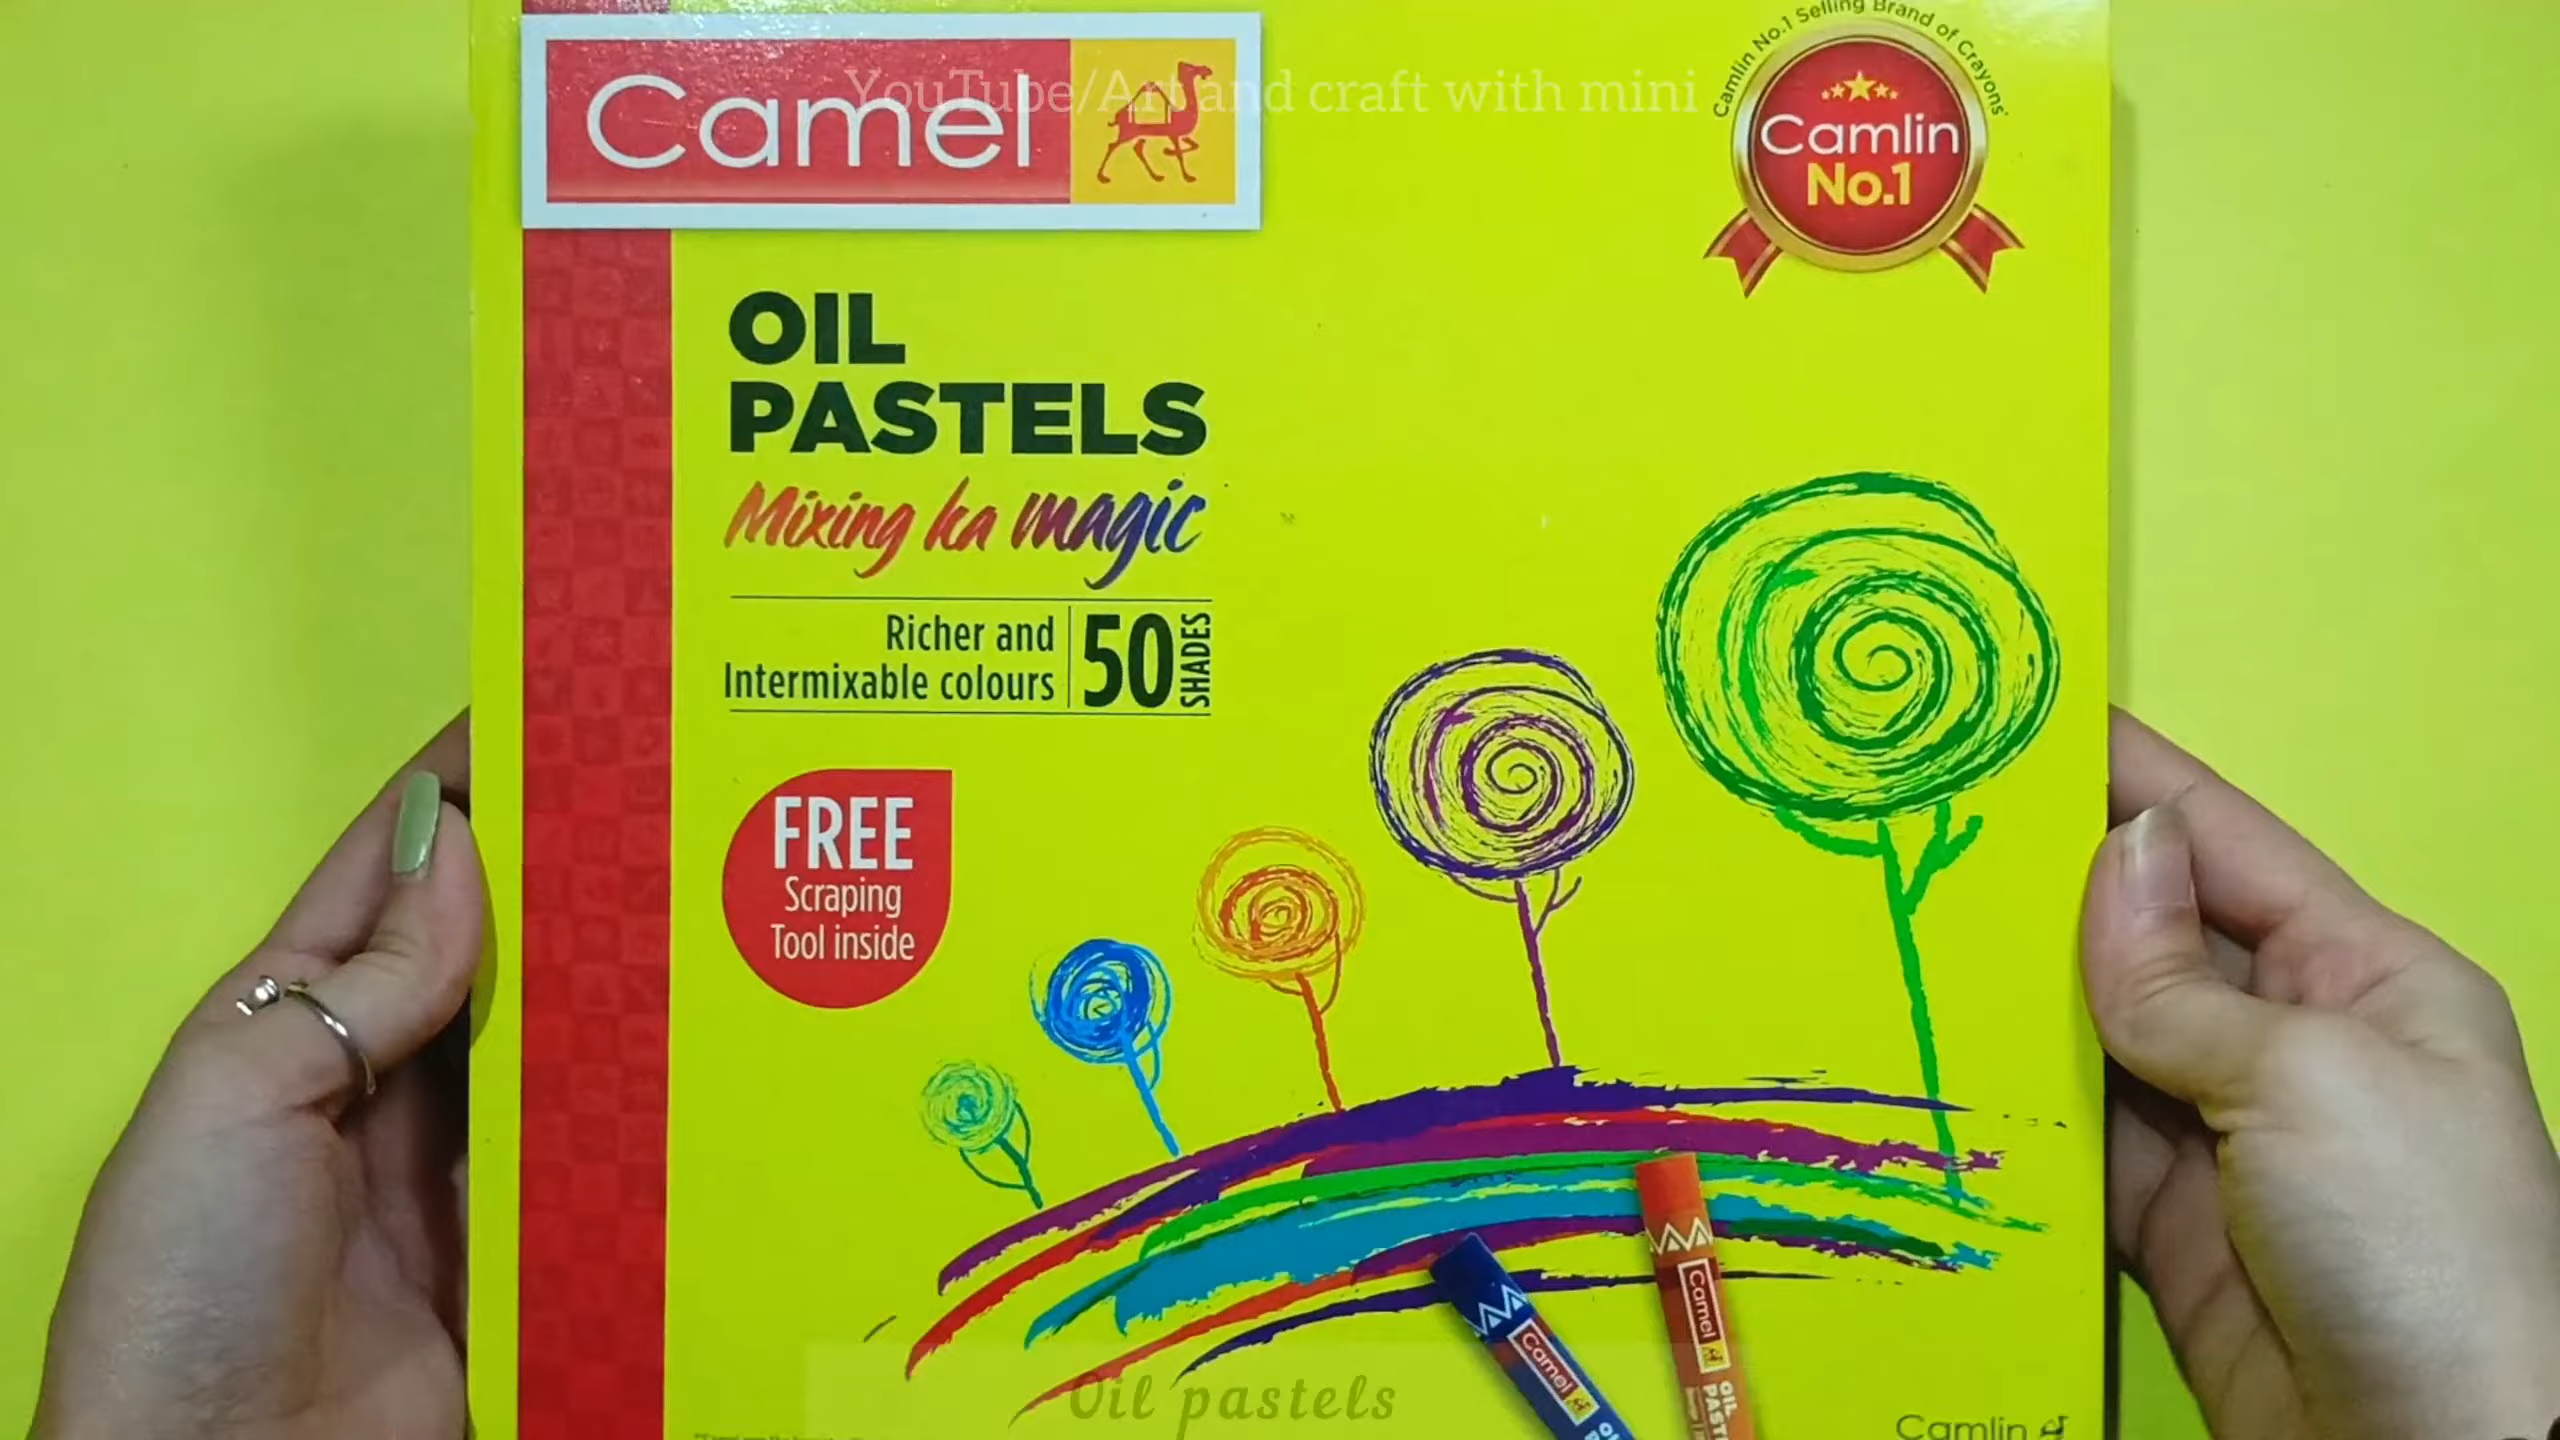 YouTube/Art and craft with mini
Camel
Camlin No.1 Selling Brand of Crayons*
Camlin
No.1
OIL
PASTELS
Mixing ka magic
Richer and
Intermixable colours
50
SHADES
FREE
Scraping
Tool inside
Camel
Camel
OIL
Oil pastels
Camlin